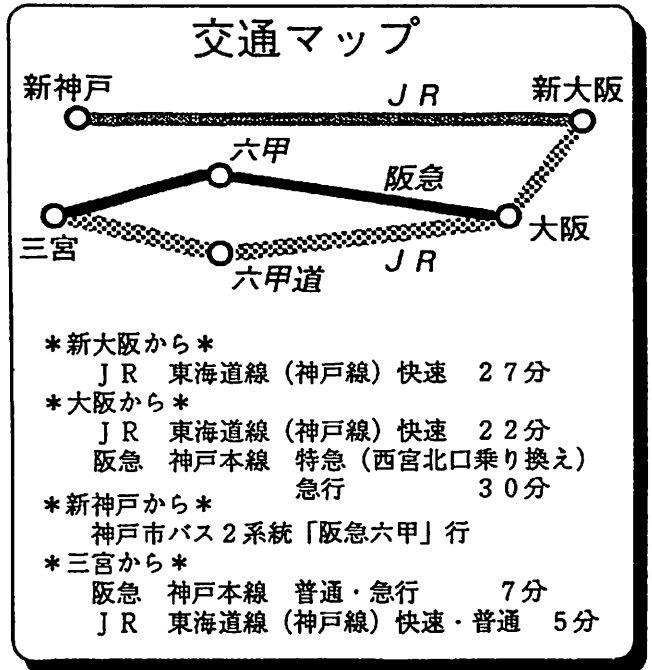 交通マップ
新神戸
JR
新大阪
六甲
阪急
三宮
大阪
六甲道
JR
＊新大阪から＊
ＪＲ　東海道線（神戸線）快速　２７分
＊大阪から＊
ＪＲ　東海道線（神戸線）快速　２２分
阪急　神戸本線　特急（西宮北口乗り換え）
急行　３０分
＊新神戸から＊
神戸市バス２系統「阪急六甲」行
＊三宮から＊
阪急　神戸本線　普通・急行　７分
ＪＲ　東海道線（神戸線）快速・普通　５分